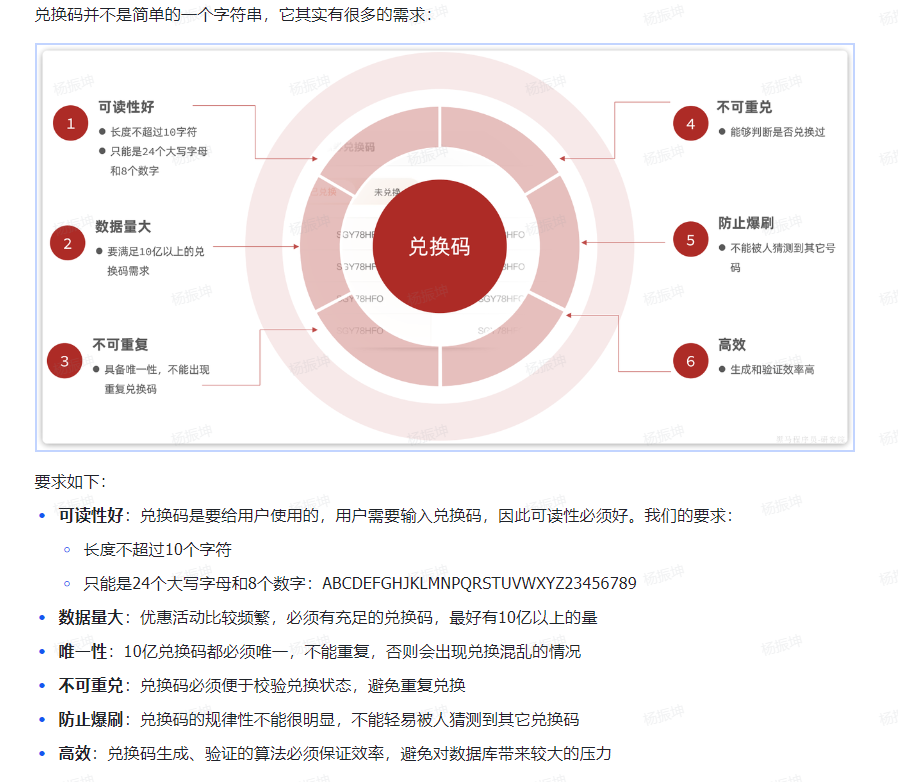 兑换码并不是简单的一个字符串，它其实有很多的需求：
1
可读性好
长度不超过10字符
只能是24个大写字母
和8个数字
2
数据量大
要满足10亿以上的兑
换码需求
3
不可重复
具备唯一性，不能出现
重复兑换码
兑换码
未兑换
SGY78HFO
SGY78HFO
SGY78HFO
SGY78HFO
兑换码
4
不可重兑
能够判断是否兑换过
5
防止爆刷
不能被人猜测到其它号
码
6
高效
生成和验证效率高
要求如下：
可读性好：兑换码是要给用户使用的，用户需要输入兑换码，因此可读性必须好。我们的要求：
长度不超过10个字符
只能是24个大写字母和8个数字：ABCDEFGHJKLMNPQRSTUVWXYZ23456789
数据量大：优惠活动比较频繁，必须有充足的兑换码，最好有10亿以上的量
唯一性：10亿兑换码都必须唯一，不能重复，否则会出现兑换混乱的情况
不可重兑：兑换码必须便于校验兑换状态，避免重复兑换
防止爆刷：兑换码的规律性不能很明显，不能轻易被人猜测到其它兑换码
高效：兑换码生成、验证的算法必须保证效率，避免对数据库带来较大的压力
杨振坤